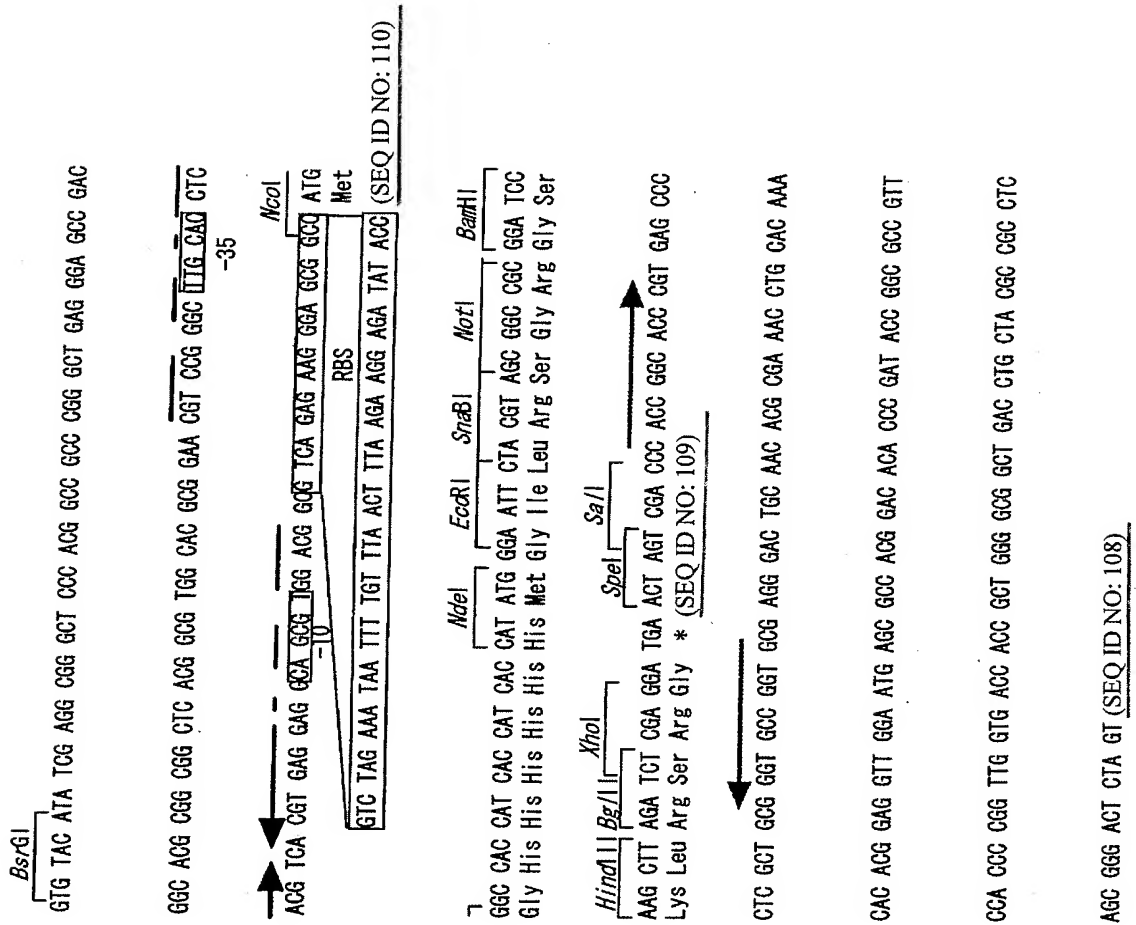 BsrGI
GTG TAC ATA TCG AGG CGG GCT CCC ACG GCC GCC CGG GCT GAG GGA GCC GAC
GGC ACG CGG CGG CTC ACG GCG TGG CAC GCG GAA CGT CCG GGC TTG CAC CTC
-35
NcoI
ACG TCA CGT GAG GAG GCA GCG TGG ACG GCG TCA GAG AAG GGA GCG GCC ATG
-10
RBS
Met
GTC TAG AAA TAA TTT TGT TTA ACT TTA AGA AGG AGA TAT ACC (SEQ ID NO: 110)
NdeI EcoRI SnaBI NotI BamHI
GGC CAC CAT CAC CAC CAT CAC CAT ATG GGA ATT CTA CGT AGC GGC CGC GGA TCC
Gly His His His His His His His Met Gly Ile Leu Arg Ser Gly Arg Gly Ser
HindIII BglII XhoI SpeI SalI
AAG CTT AGA TCT CGA GGA TGA ACT AGT CGA CCC ACC GGC ACC CGT GAG CCC
Lys Leu Arg Ser Arg Gly * (SEQ ID NO: 109)
CTC GCT GCG GGT GCC GGT GCG AGG GAC TGC AAC ACG CGA AAC CTG CAC AAA
CAC ACG GAG GTT GGA ATG AGC GCC ACG GAC ACA CCC GAT ACC GGC GCC GTT
CCA CCC CGG TTG GTG ACC ACC GCT GGG GCG GCT GAC CTG CTA CGC CGC CTC
AGC GGG ACT CTA GT (SEQ ID NO: 108)